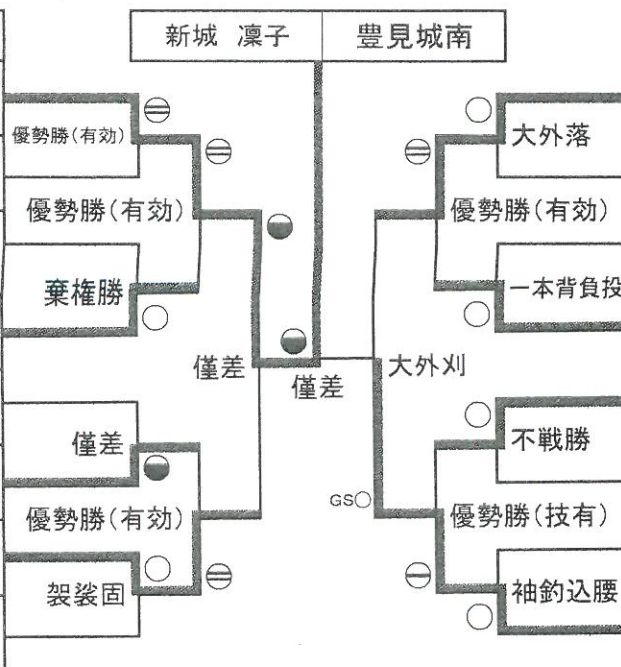 新城 凜子 豊見城南
優勢勝(有効)
大外落
優勢勝(有効)
優勢勝(有効)
棄権勝
一本背負投
僅差
僅差
大外刈
僅差
不戦勝
GS○
優勢勝(有効)
優勢勝(技有)
袈裟固
袖釣込腰